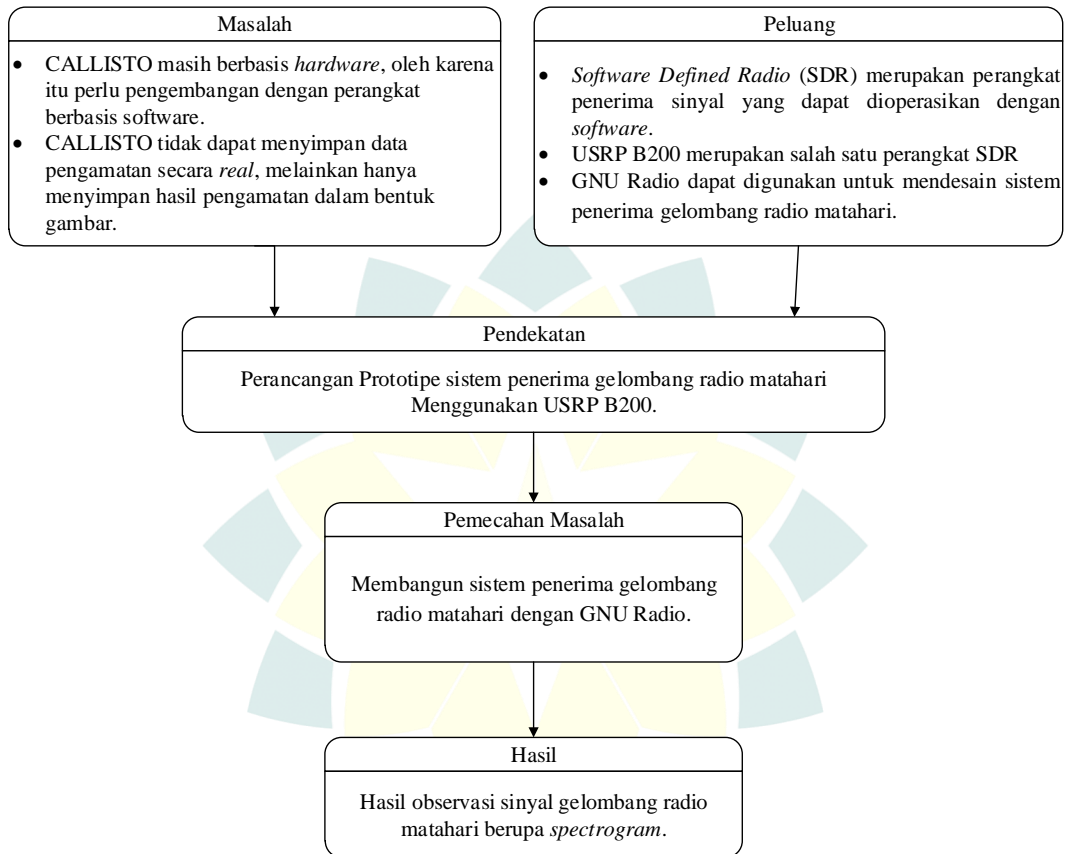 Masalah
• CALLISTO masih berbasis hardware, oleh karena
itu perlu pengembangan dengan perangkat
berbasis software.
• CALLISTO tidak dapat menyimpan data
pengamatan secara real, melainkan hanya
menyimpan hasil pengamatan dalam bentuk
gambar.
Peluang
• Software Defined Radio (SDR) merupakan perangkat
penerima sinyal yang dapat dioperasikan dengan
software.
• USRP B200 merupakan salah satu perangkat SDR
• GNU Radio dapat digunakan untuk mendesain sistem
penerima gelombang radio matahari.
Pendekatan
Perancangan Prototipe sistem penerima gelombang radio matahari
Menggunakan USRP B200.
Pemecahan Masalah
Membangun sistem penerima gelombang
radio matahari dengan GNU Radio.
Hasil
Hasil observasi sinyal gelombang radio
matahari berupa spectrogram.